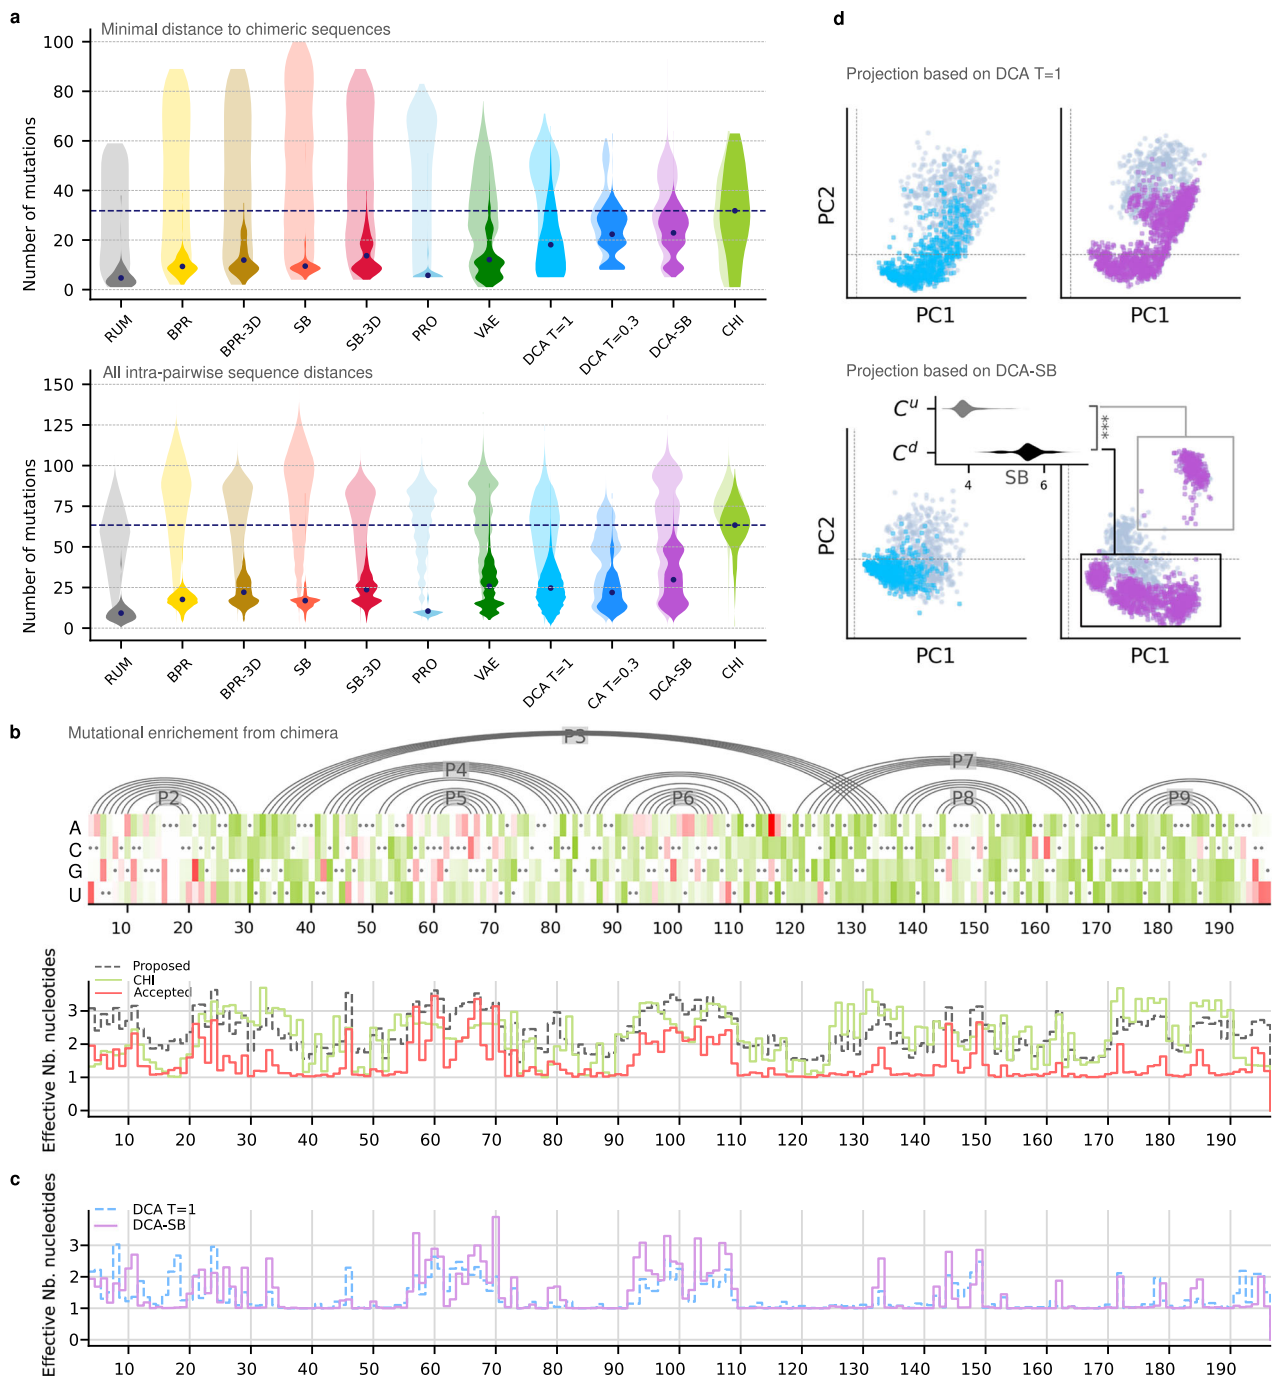 a
Minimal distance to chimeric sequences
Number of mutations
100
80
60
40
20
0
RUM
BPR
BPR-3D
SB
SB-3D
PRO
VAE
DCA T=1
DCA T=0.3
DCA-SB
CHI
All intra-pairwise sequence distances
Number of mutations
150
125
100
75
50
25
0
RUM
BPR
BPR-3D
SB
SB-3D
PRO
VAE
DCA T=1
CA T=0.3
DCA-SB
CHI
d
Projection based on DCA T=1
PC2
PC1
PC1
Projection based on DCA-SB
C^u
C^d
***
4
SB
6
PC2
PC1
PC1
b
Mutational enrichement from chimera
P2
P3
P4
P5
P6
P7
P8
P9
A
C
G
U
10 20 30 40 50 60 70 80 90 100 110 120 130 140 150 160 170 180 190
Effective Nb. nucleotides
Proposed
CHI
Accepted
3
2
1
0
10 20 30 40 50 60 70 80 90 100 110 120 130 140 150 160 170 180 190
c
Effective Nb. nucleotides
DCA T=1
DCA-SB
3
2
1
0
10 20 30 40 50 60 70 80 90 100 110 120 130 140 150 160 170 180 190